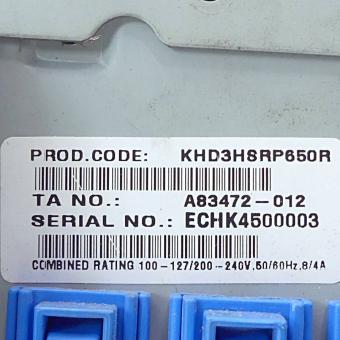 PROD.CODE: KHD3HSRP650R
TA NO.: A83472-012
SERIAL NO.: ECHK4500003
COMBINED RATING 100-127/200-240V,50/60Hz,8/4A